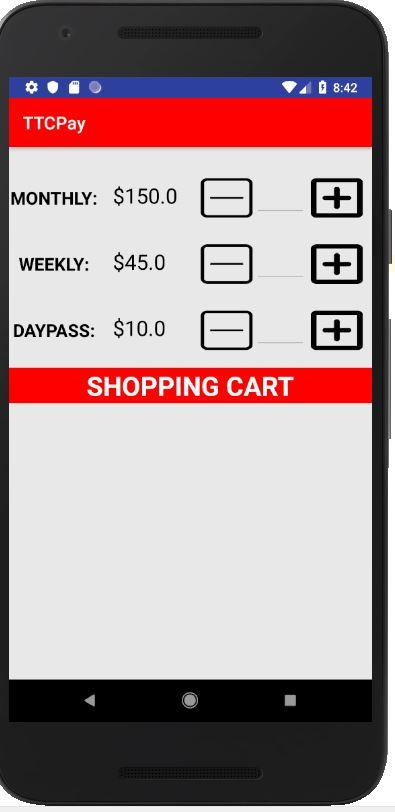 8:42
TTCPay
MONTHLY: $150.0
WEEKLY: $45.0
DAYPASS: $10.0
SHOPPING CART